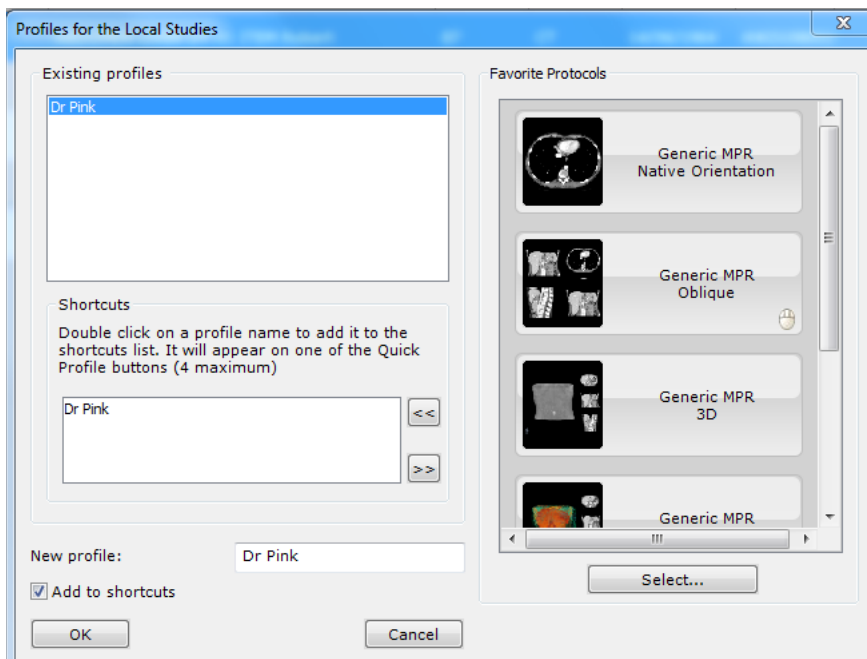 Profiles for the Local Studies
Existing profiles
Dr Pink
Shortcuts
Double click on a profile name to add it to the
shortcuts list. It will appear on one of the Quick
Profile buttons (4 maximum)
Dr Pink
<<
>>
New profile:
Dr Pink
Add to shortcuts
OK
Cancel
Favorite Protocols
Generic MPR
Native Orientation
Generic MPR
Oblique
Generic MPR
3D
Generic MPR
Select...